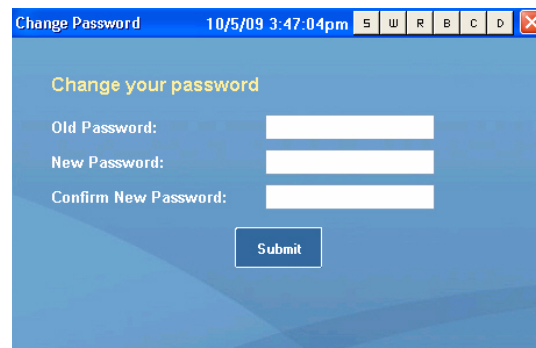 Change Password 10/5/09 3:47:04pm S W R B C D
Change your password
Old Password:
New Password:
Confirm New Password:
Submit